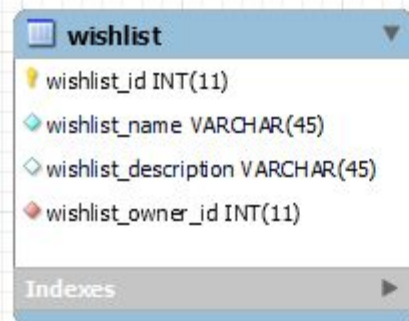 wishlist
wishlist_id INT(11)
wishlist_name VARCHAR(45)
wishlist_description VARCHAR(45)
wishlist_owner_id INT(11)
Indexes